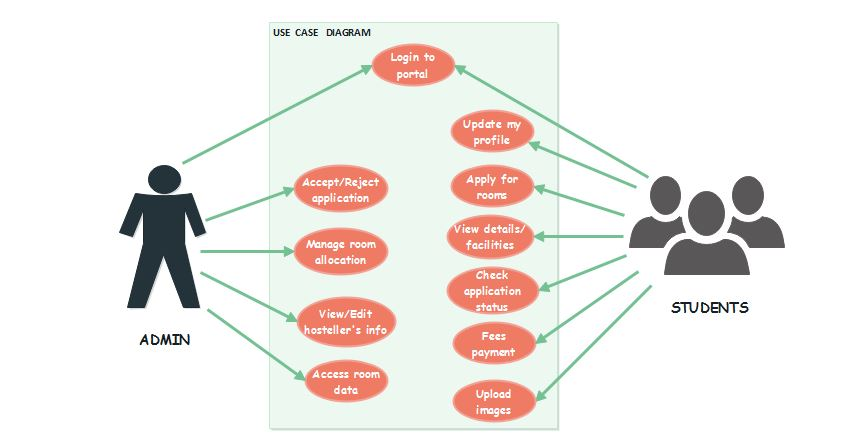 USE CASE DIAGRAM
Login to
portal
Update my
profile
Accept/Reject
application
Apply for
rooms
View details/
facilities
Manage room
allocation
Check
application
status
View/Edit
hosteller's info
Fees
payment
Access room
data
Upload
images
ADMIN
STUDENTS